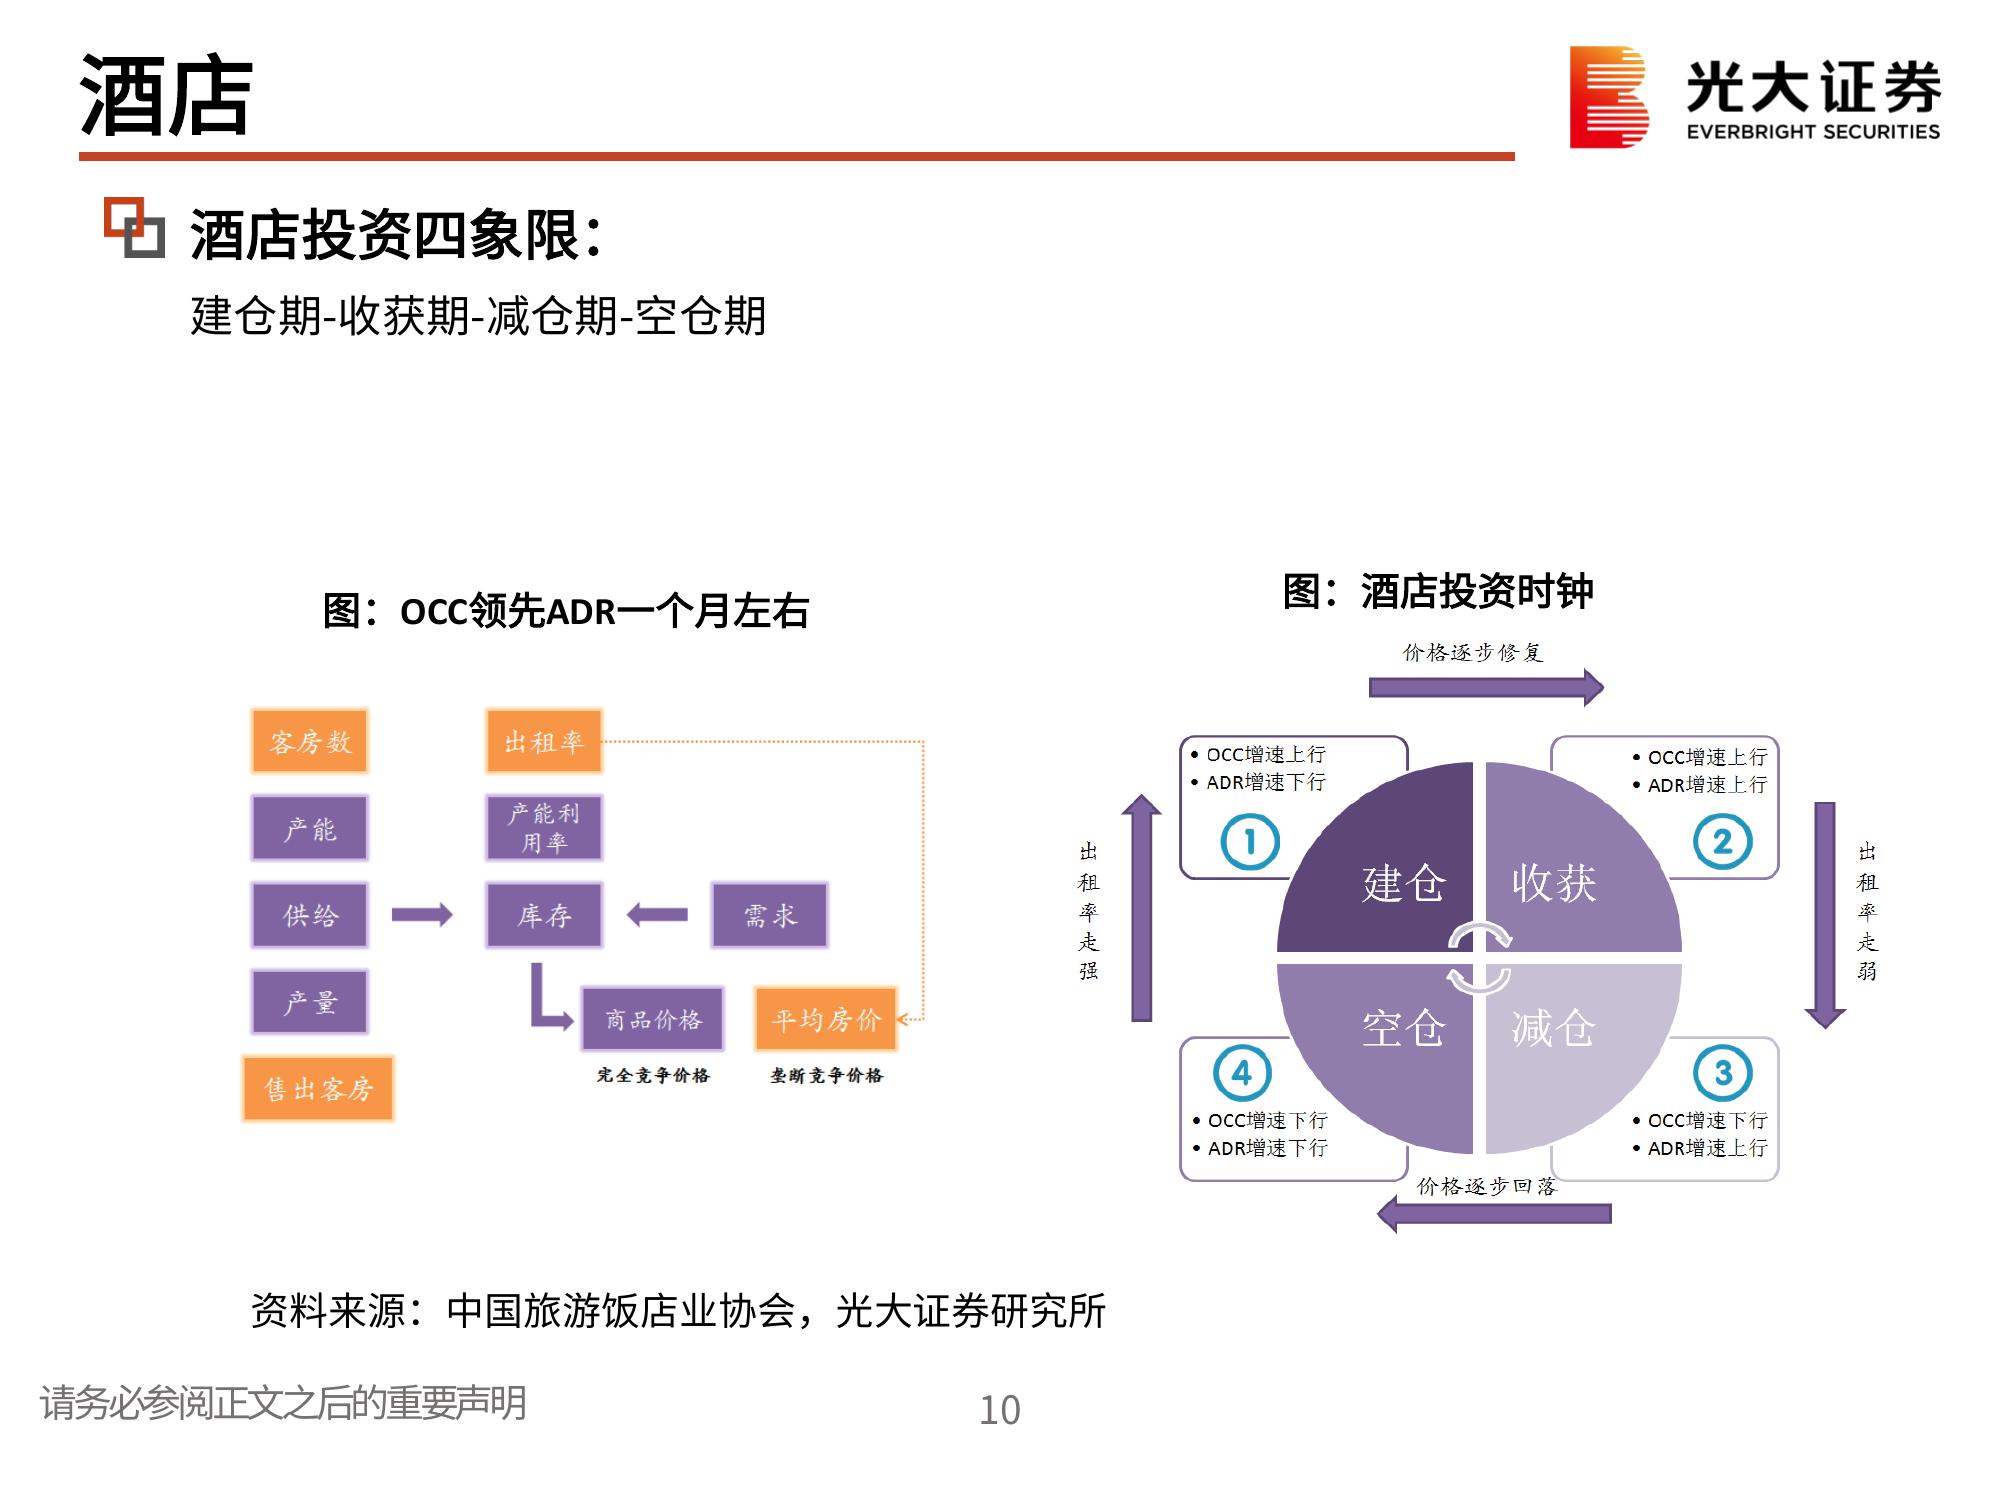 酒店
光大证券
EVERBRIGHT SECURITIES
酒店投资四象限：
建仓期-收获期-减仓期-空仓期
图：OCC领先ADR一个月左右
客房数
出租率
产能
产能利
用率
供给
库存
需求
产量
商品价格
平均房价
完全竞争价格
垄断竞争价格
售出客房
图：酒店投资时钟
价格逐步修复
• OCC增速上行
• ADR增速下行
1
• OCC增速上行
• ADR增速上行
2
出租率走强
出租率走弱
建仓
收获
空仓
减仓
4
• OCC增速下行
• ADR增速下行
3
• OCC增速下行
• ADR增速上行
价格逐步回落
资料来源：中国旅游饭店业协会，光大证券研究所
请务必参阅正文之后的重要声明
10